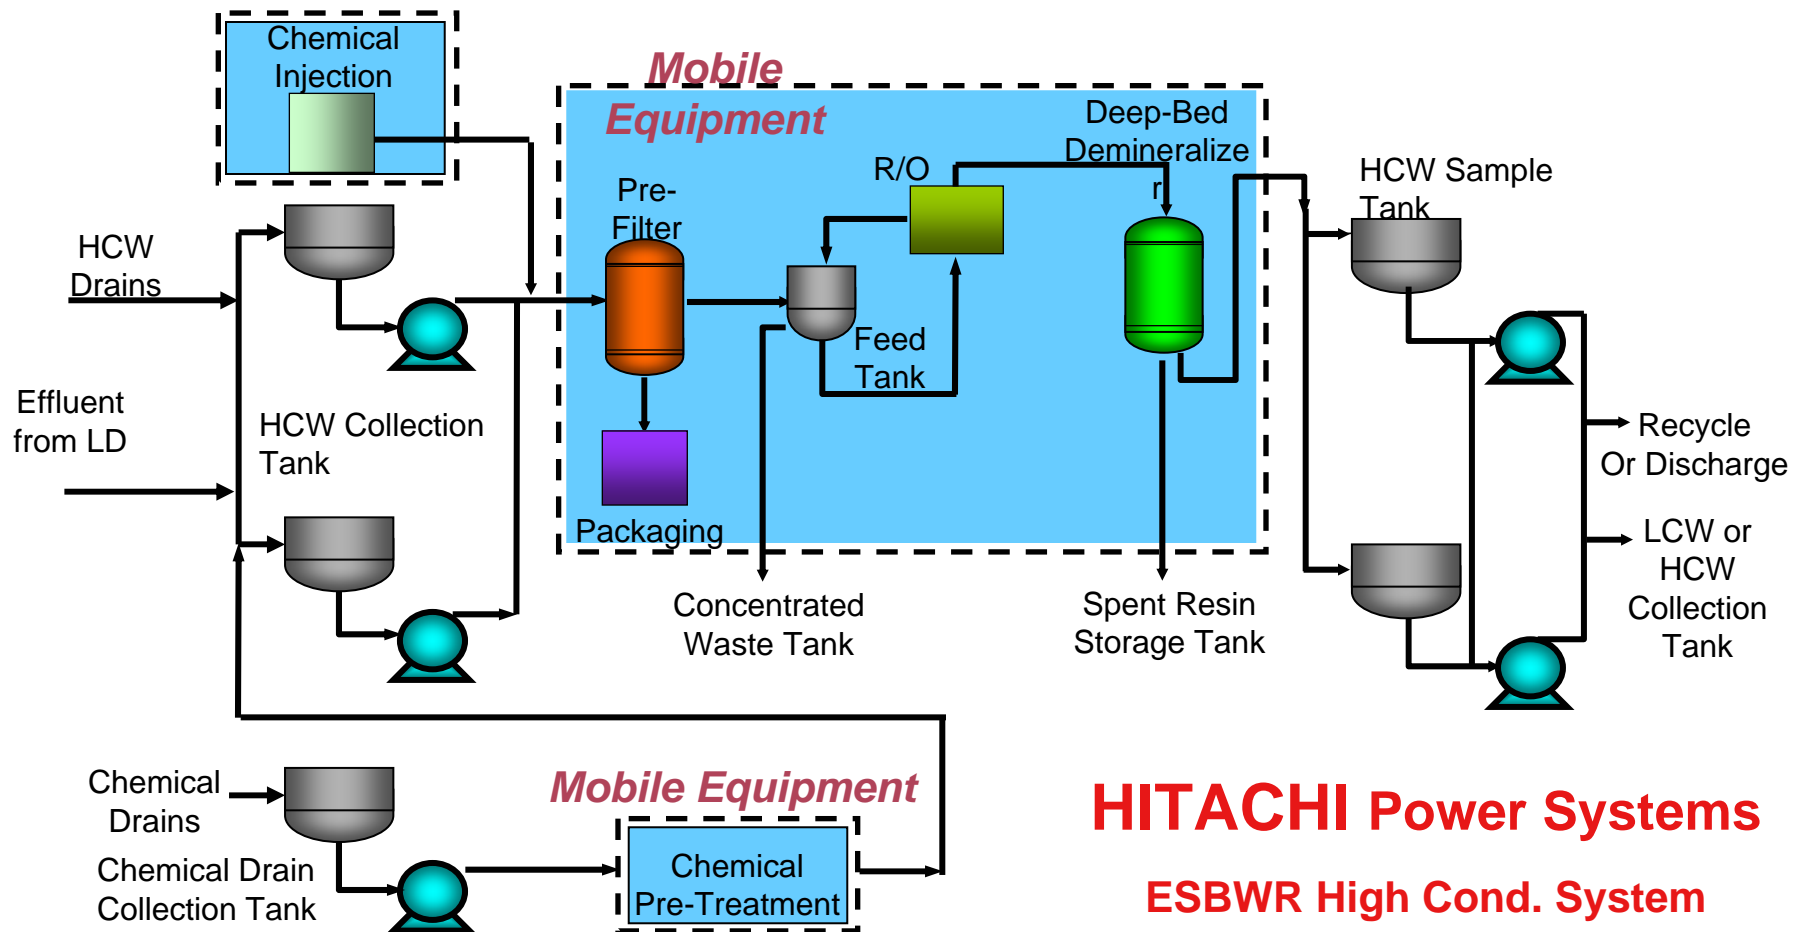 Chemical
Injection
Mobile
Equipment
Deep-Bed
Demineralize
r
R/O
Pre-
Filter
HCW Sample
Tank
HCW
Drains
Feed
Tank
Effluent
from LD
HCW Collection
Tank
Recycle
Or Discharge
Packaging
LCW or
HCW
Collection
Tank
Concentrated
Waste Tank
Spent Resin
Storage Tank
Chemical
Drains
Mobile Equipment
HITACHI Power Systems
Chemical Drain
Collection Tank
Chemical
Pre-Treatment
ESBWR High Cond. System